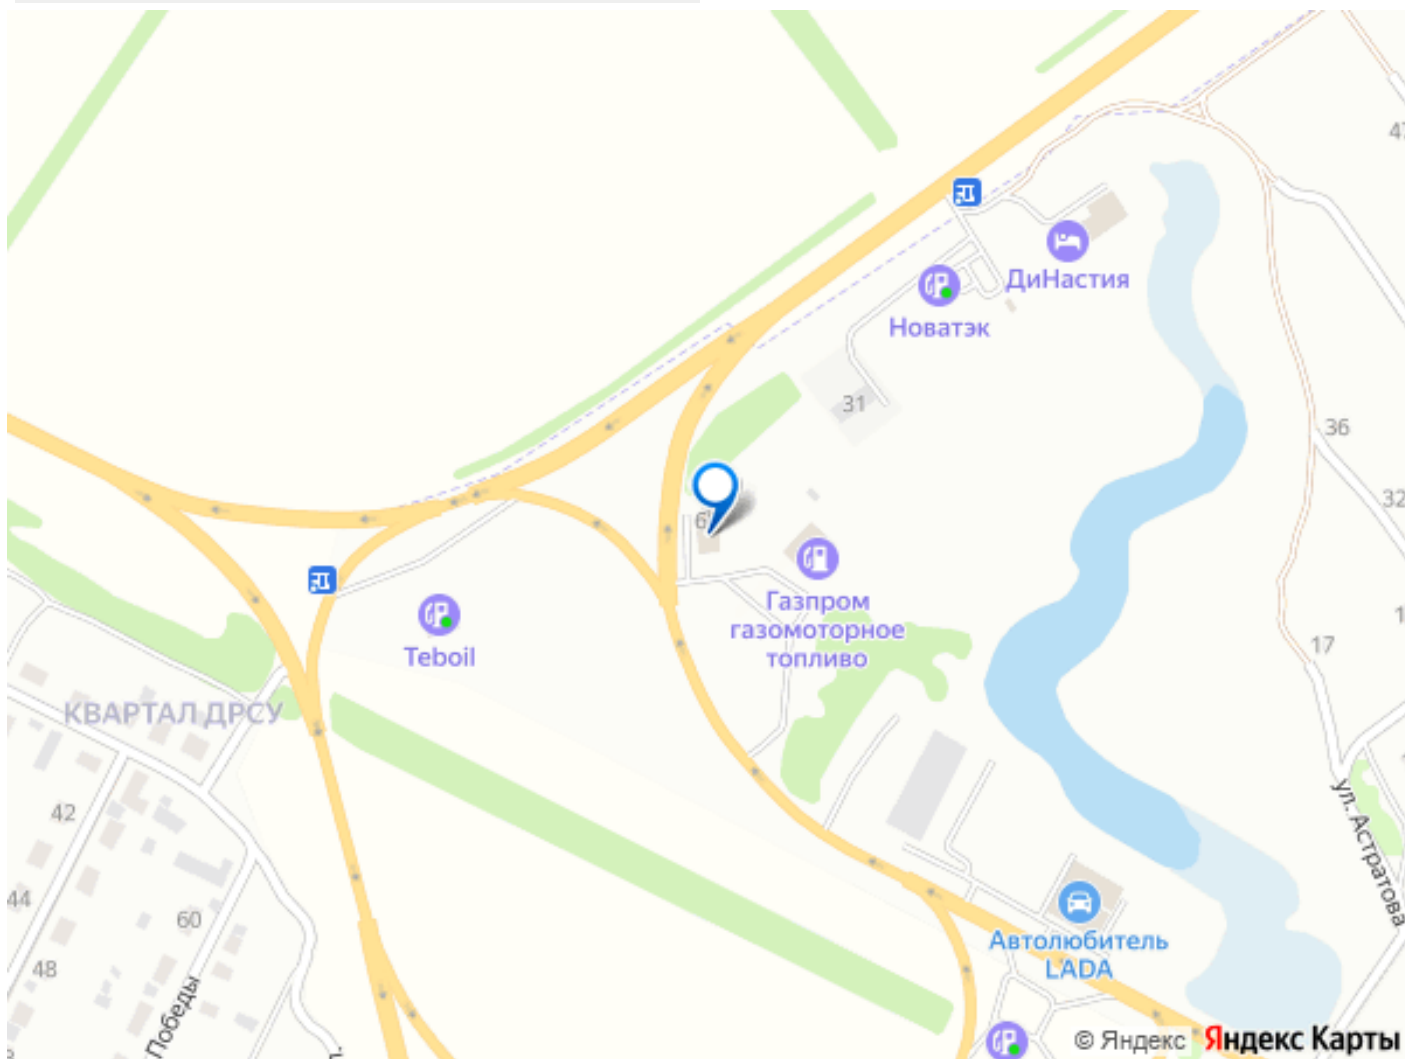 ДиНастия
Новатэк
31
36
32
6
Газпром
газомоторное
топливо
17
Teboil
КВАРТАЛ ДРСУ
42
ул. Астратова
44
60
48
Победы
Автолюбитель
LADA
© Яндекс Яндекс Карты